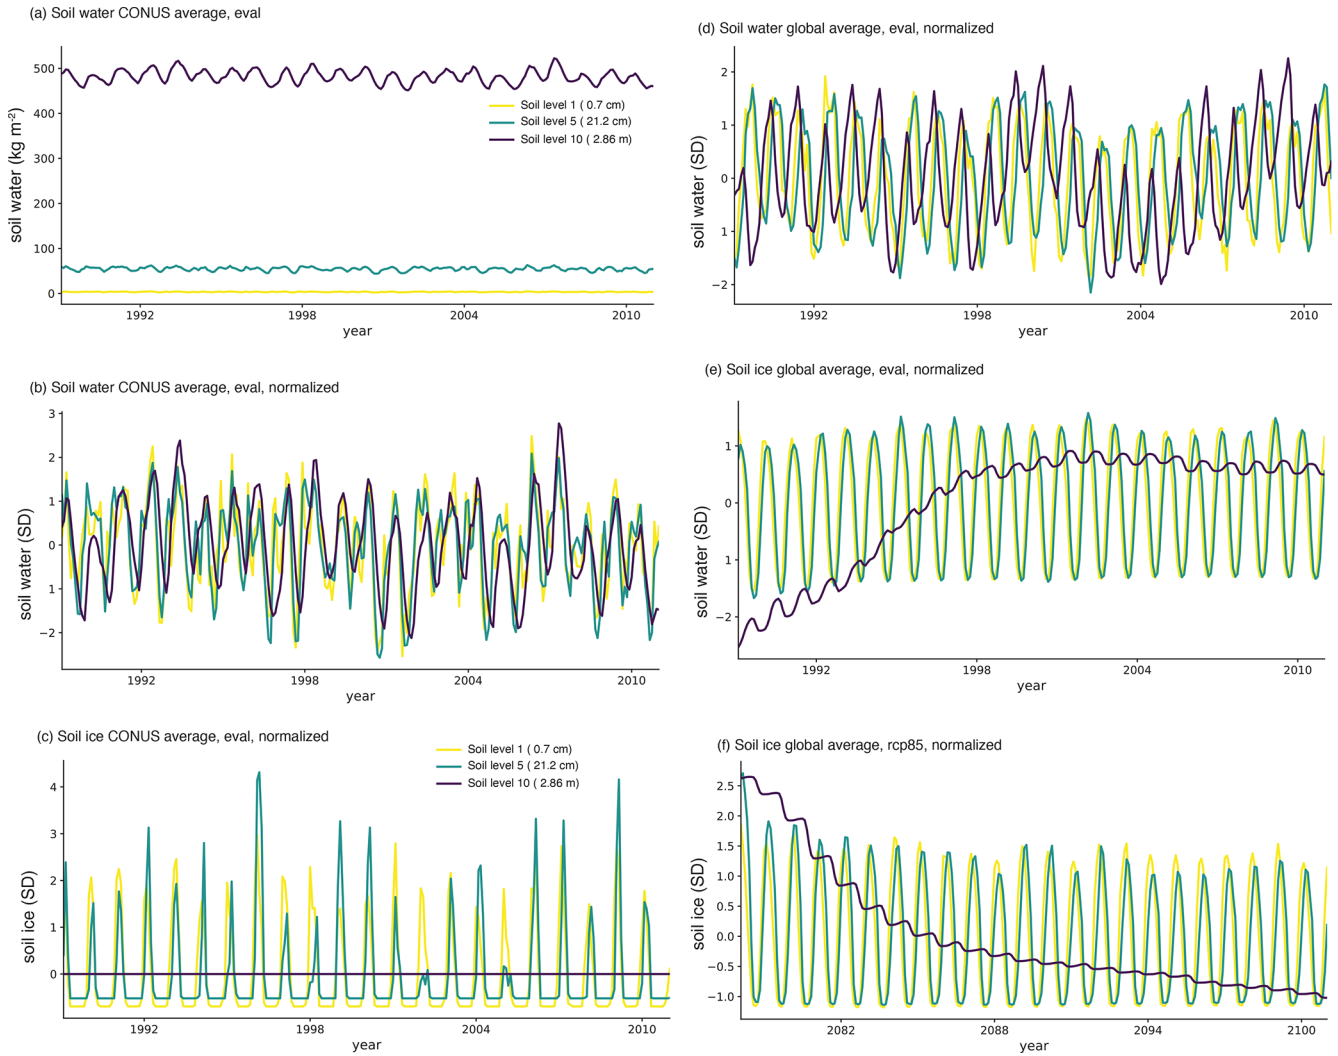 (a) Soil water CONUS average, eval
500
400
300
200
100
0
soil water (kg m⁻²)
Soil level 1 ( 0.7 cm)
Soil level 5 ( 21.2 cm)
Soil level 10 ( 2.86 m)
1992
1998
2004
2010
year
(b) Soil water CONUS average, eval, normalized
3
2
1
0
1
−2
soil water (SD)
1992
1998
2004
2010
year
(c) Soil ice CONUS average, eval, normalized
Soil level 1 ( 0.7 cm)
Soil level 5 ( 21.2 cm)
Soil level 10 ( 2.86 m)
4
3
2
1
0
soil ice (SD)
1992
1998
2004
2010
year
(d) Soil water global average, eval, normalized
2
1
0
1
−2
soil water (SD)
1992
1998
2004
2010
year
(e) Soil ice global average, eval, normalized
1
0
1
−2
soil water (SD)
1992
1998
2004
2010
year
(f) Soil ice global average, rcp85, normalized
2.5
2.0
1.5
1.0
0.5
0.0
−0.5
−1.0
soil ice (SD)
2082
2088
2094
2100
year